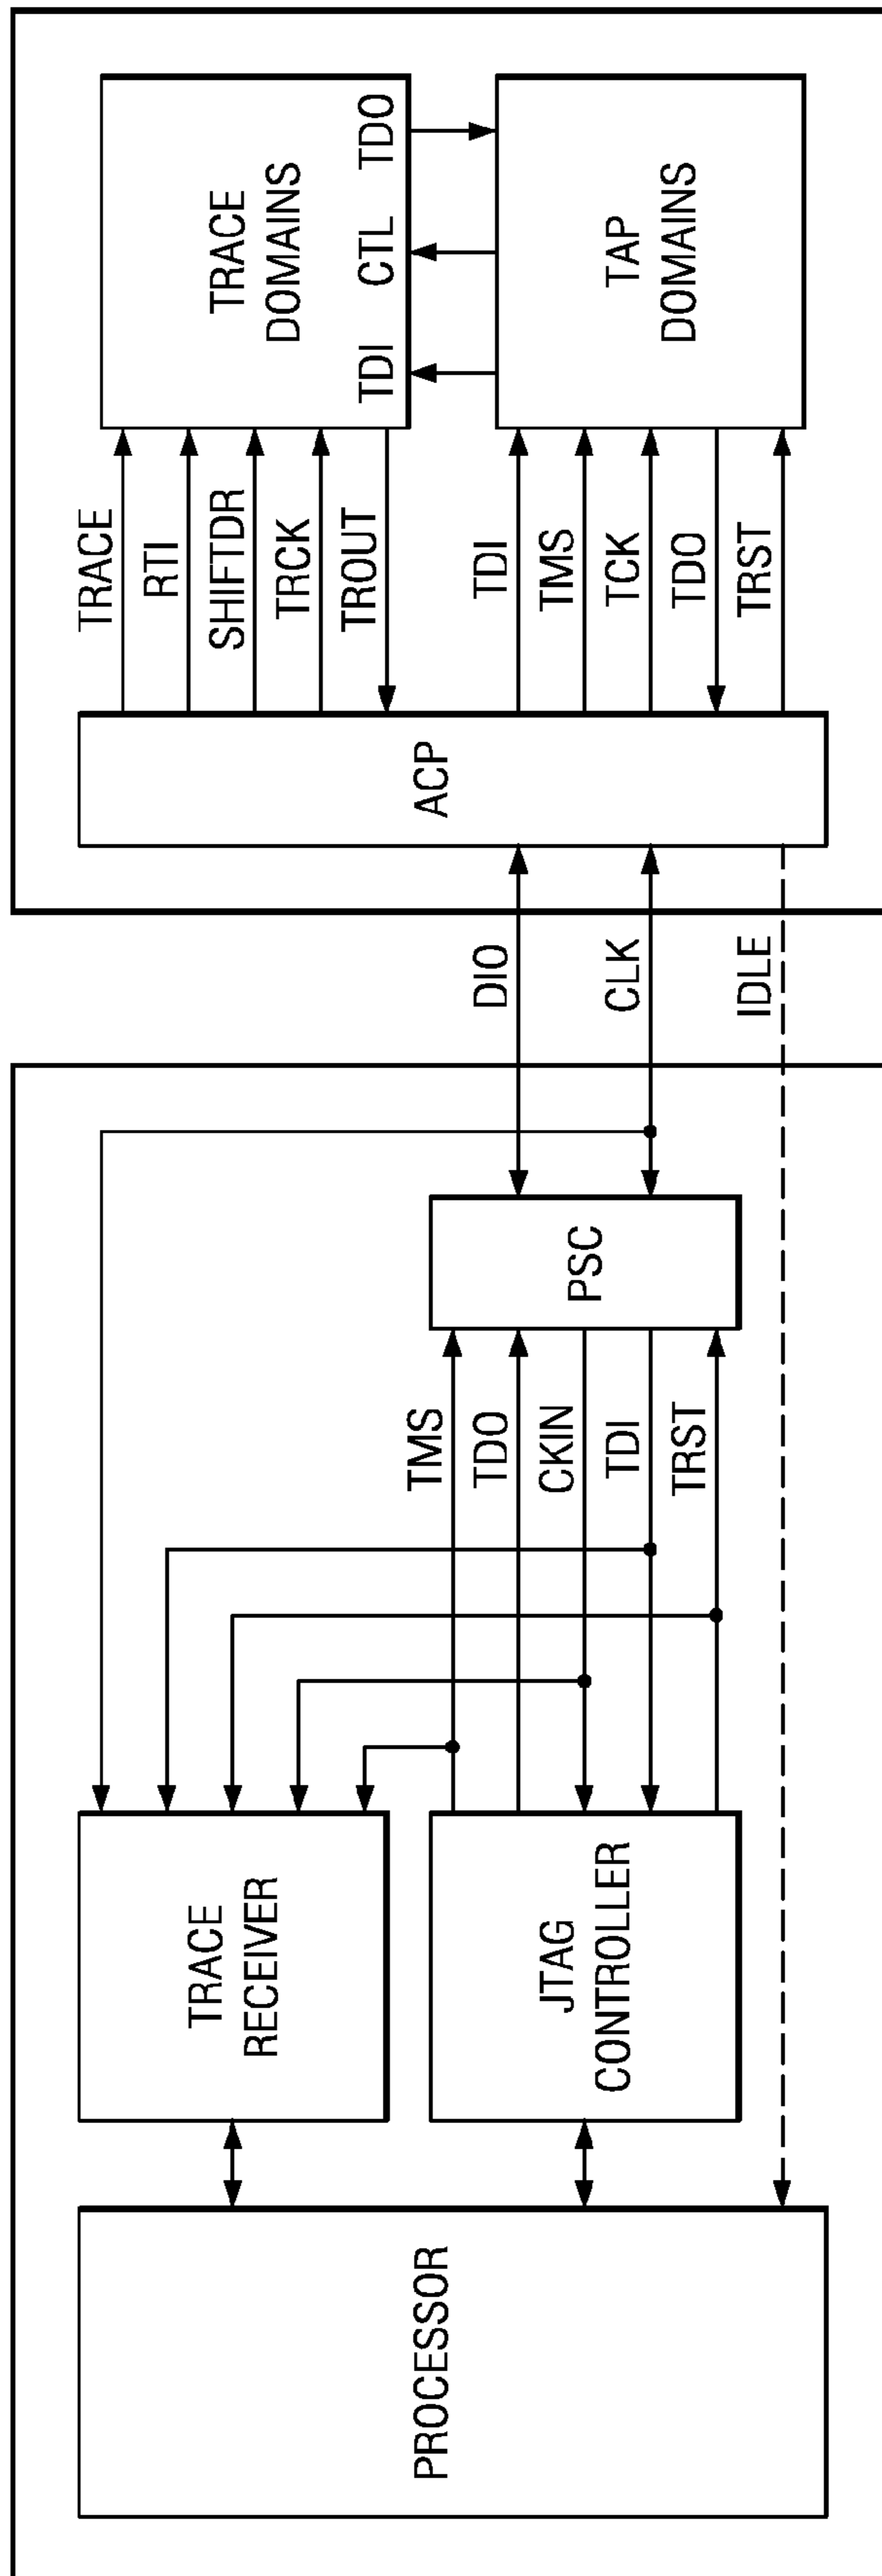 PROCESSOR
TRACE
RECEIVER
JTAG
CONTROLLER
TMS
TDO
CKIN
TDI
TRST
PSC
DIO
CLK
IDLE
ACP
TRACE
RTI
SHIFTDR
TRCK
TROUT
TDI
TMS
TCK
TDO
TRST
TRACE
DOMAINS
TDI CTL TDO
TAP
DOMAINS